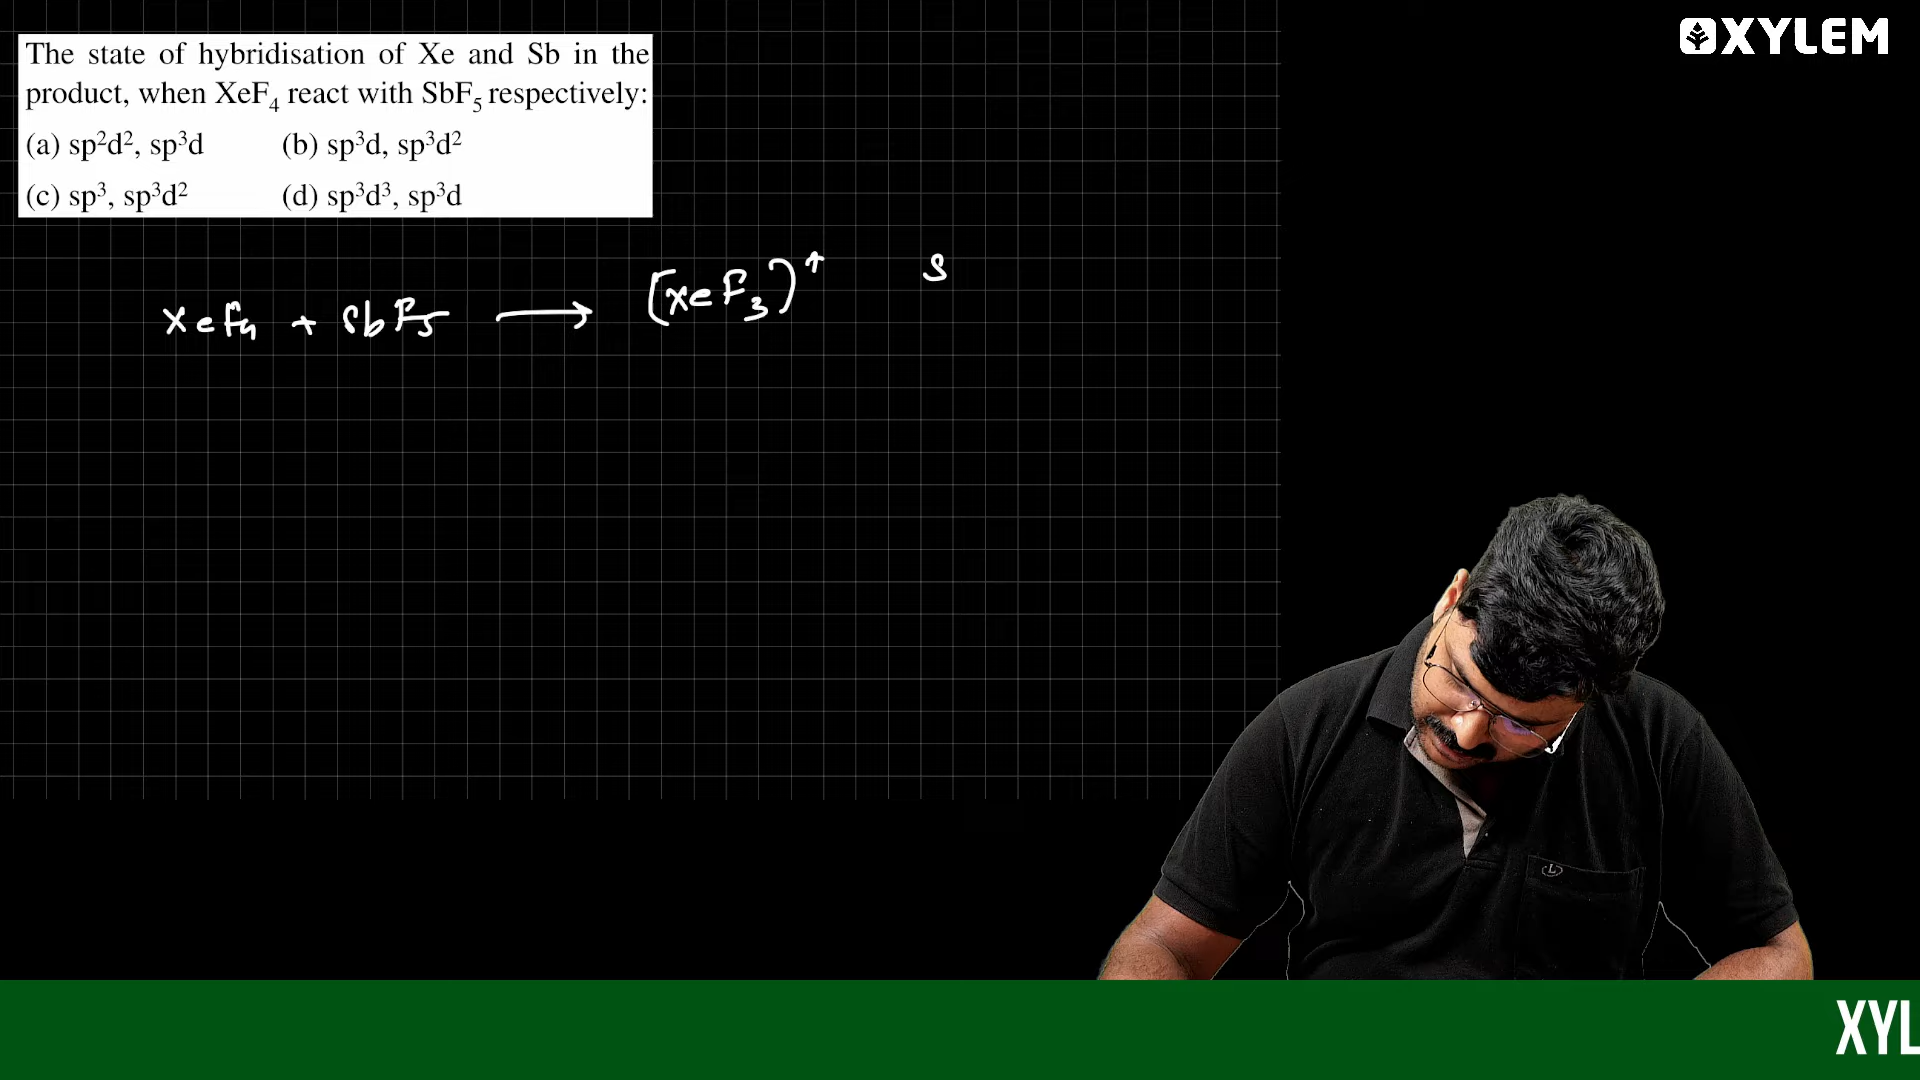 XYLEM
The state of hybridisation of Xe and Sb in the
product, when XeF₄ react with SbF₅ respectively:
(a) sp²d², sp³d (b) sp³d, sp³d²
(c) sp³, sp³d² (d) sp³d³, sp³d
XeF₄ + SbF₅ ⟶ [XeF₃)⁺ S
L
XYL